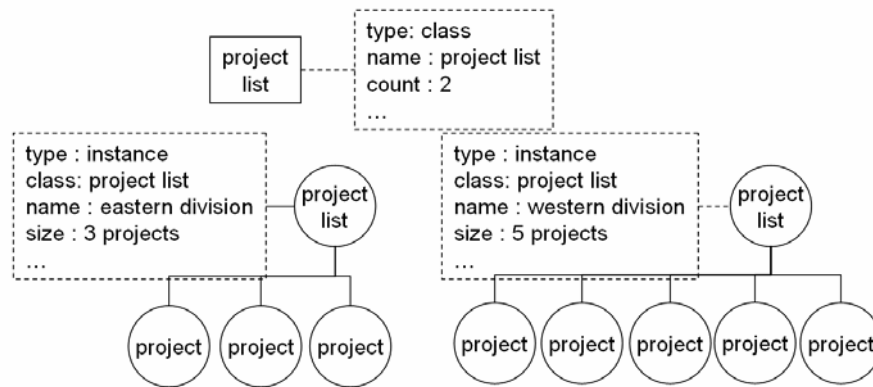 project
list
type: class
name : project list
count : 2
...
type : instance
class: project list
name : eastern division
size : 3 projects
...
project
list
type : instance
class: project list
name : western division
size : 5 projects
...
project
list
project
project
project
project
project
project
project
project